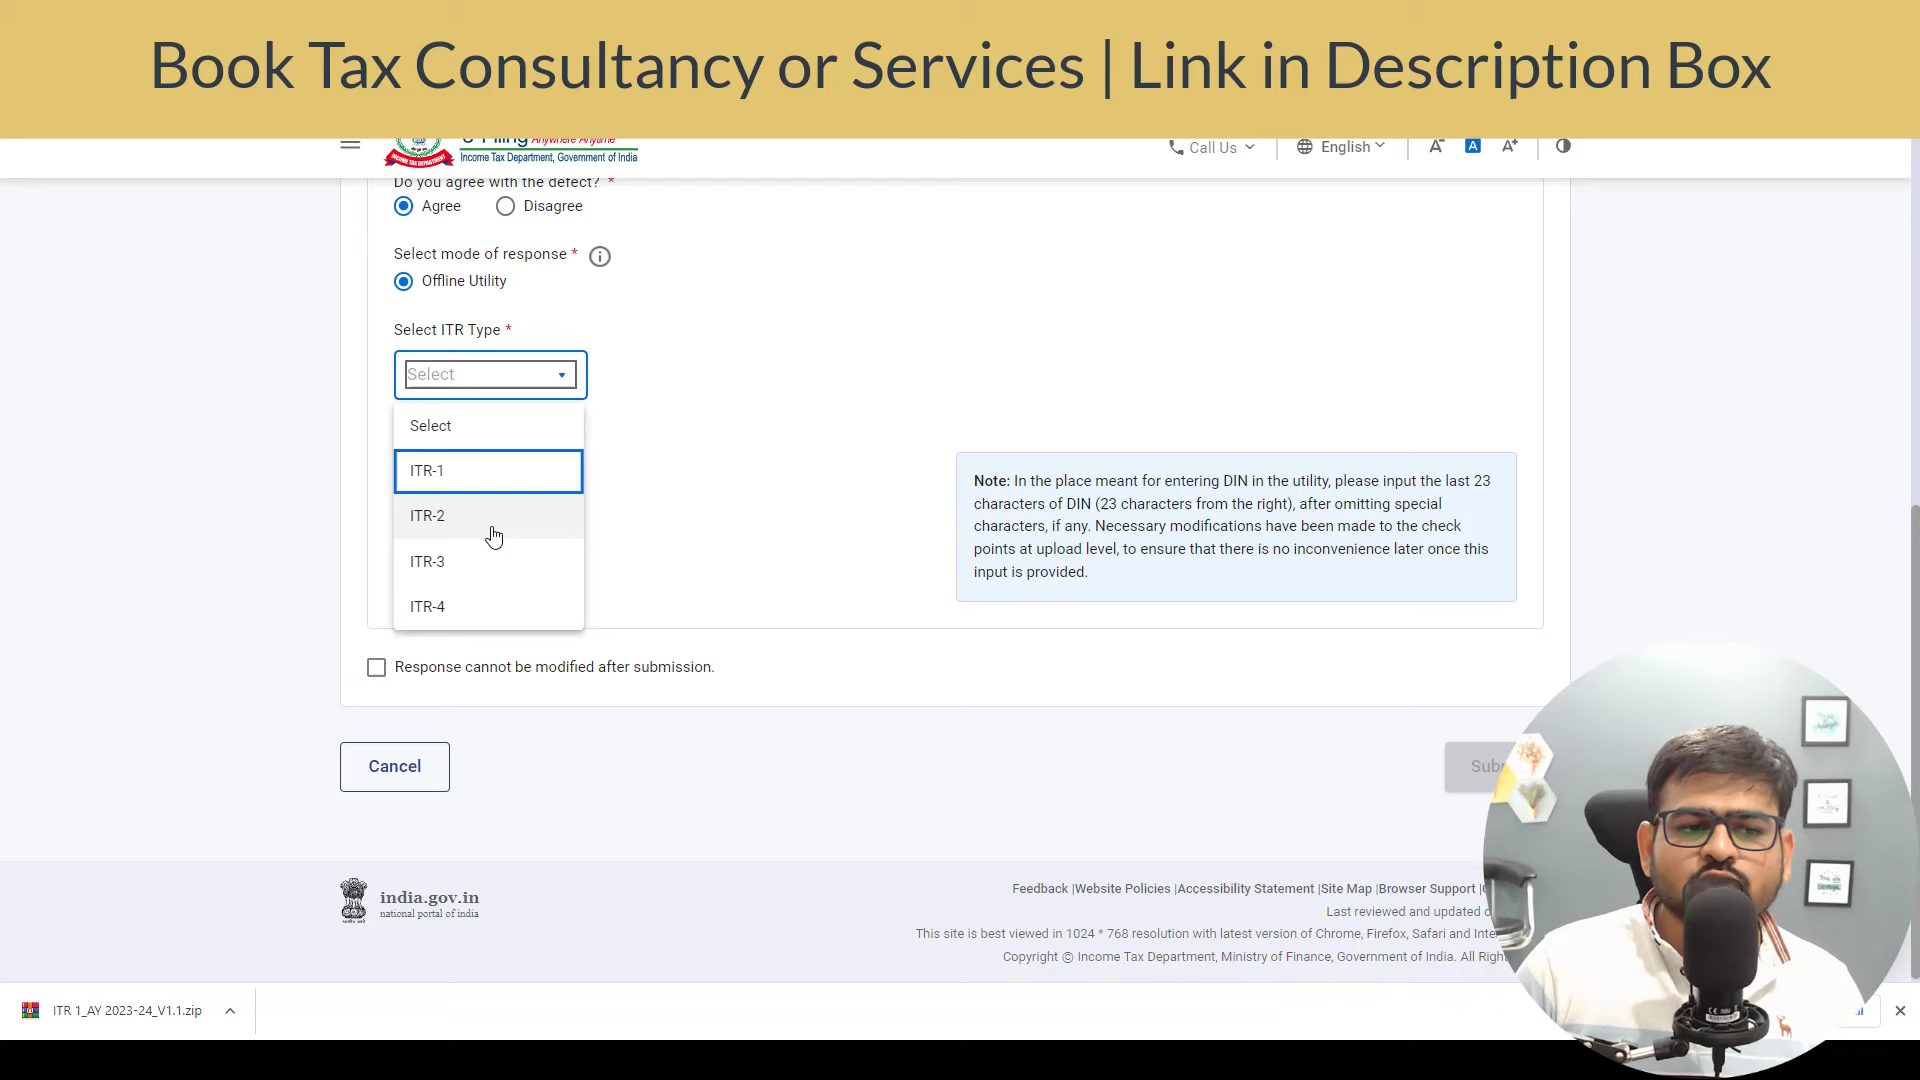 Book Tax Consultancy or Services | Link in Description Box
e-Filing Anywhere Anytime
Income Tax Department, Government of India
Call Us
English
A-
A
A+
Do you agree with the defect? *
Agree
Disagree
Select mode of response *
Offline Utility
Select ITR Type *
Select
Select
ITR-1
ITR-2
ITR-3
ITR-4
Note: In the place meant for entering DIN in the utility, please input the last 23
characters of DIN (23 characters from the right), after omitting special
characters, if any. Necessary modifications have been made to the check
points at upload level, to ensure that there is no inconvenience later once this
input is provided.
Response cannot be modified after submission.
Cancel
Sub
india.gov.in
national portal of india
Feedback |Website Policies |Accessibility Statement |Site Map |Browser Support |
Last reviewed and updated
This site is best viewed in 1024 * 768 resolution with latest version of Chrome, Firefox, Safari and
Copyright © Income Tax Department, Ministry of Finance, Government of India. All
ITR 1_AY 2023-24_V1.1.zip